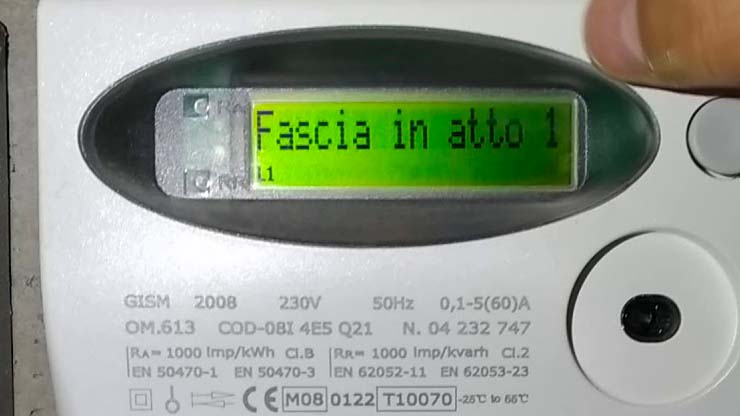 RA
Fascia in atto 1
L1
RR
GISM 2008 230V 50Hz 0,1-5(60)A
OM.613 COD-08I 4E5 Q21 N. 04 232 747
RA= 1000 Imp/kWh Cl.B RR= 1000 Imp/kvarh Cl.2
EN 50470-1 EN 50470-3 EN 62052-11 EN 62053-23
CE M08 0122 T10070 -25°C to 55°C